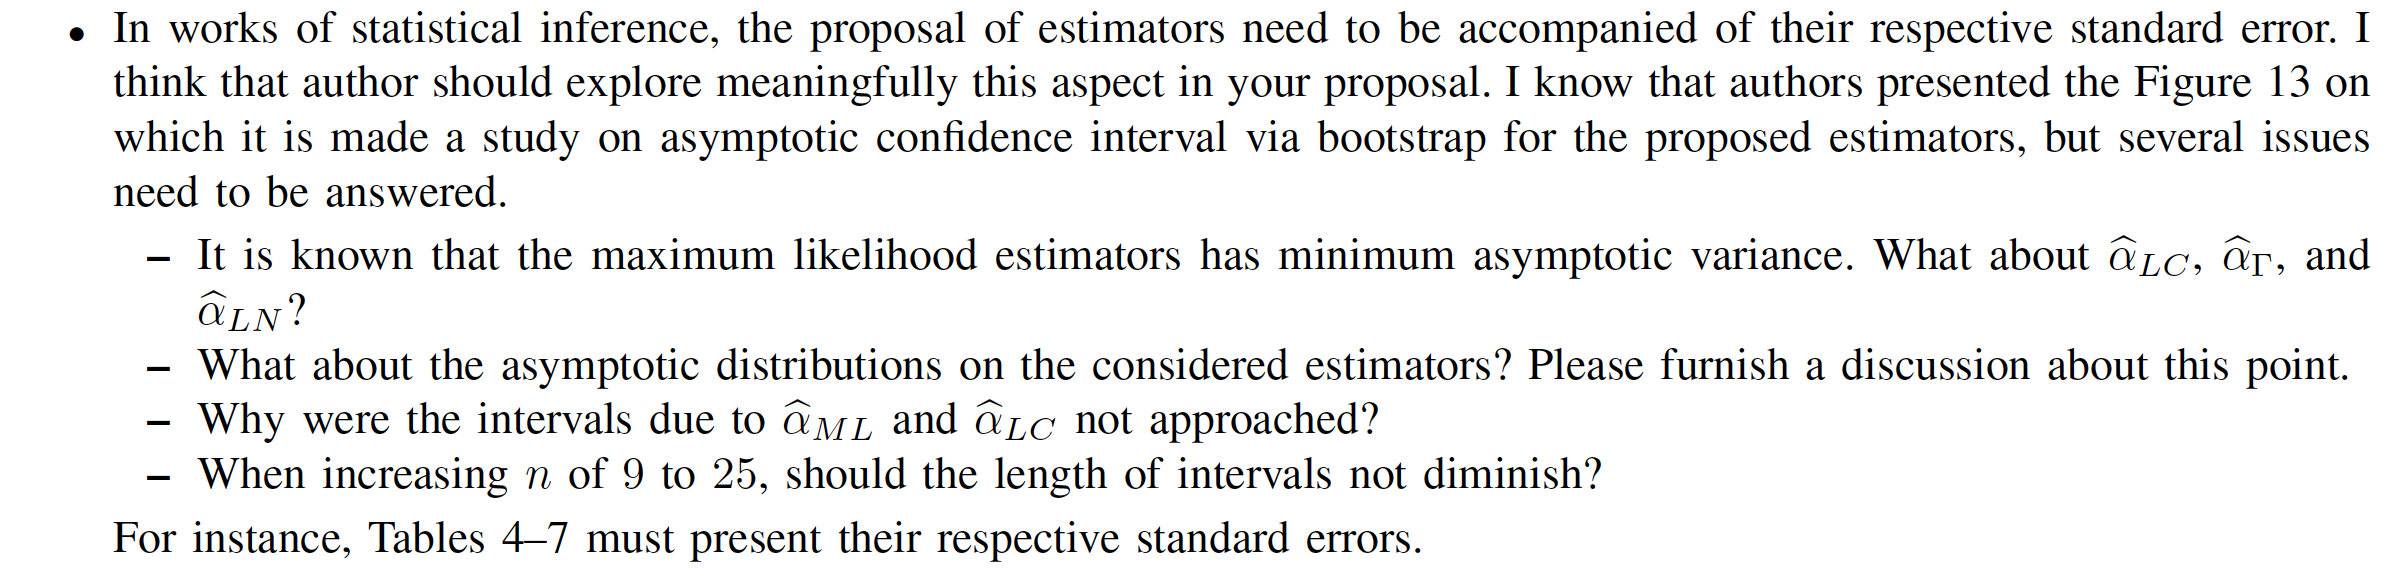 • In works of statistical inference, the proposal of estimators need to be accompanied of their respective standard error. I
think that author should explore meaningfully this aspect in your proposal. I know that authors presented the Figure 13 on
which it is made a study on asymptotic confidence interval via bootstrap for the proposed estimators, but several issues
need to be answered.
– It is known that the maximum likelihood estimators has minimum asymptotic variance. What about $\widehat{\alpha}_{LC}$, $\widehat{\alpha}_{\Gamma}$, and
$\widehat{\alpha}_{LN}$?
– What about the asymptotic distributions on the considered estimators? Please furnish a discussion about this point.
– Why were the intervals due to $\widehat{\alpha}_{ML}$ and $\widehat{\alpha}_{LC}$ not approached?
– When increasing $n$ of 9 to 25, should the length of intervals not diminish?
For instance, Tables 4–7 must present their respective standard errors.